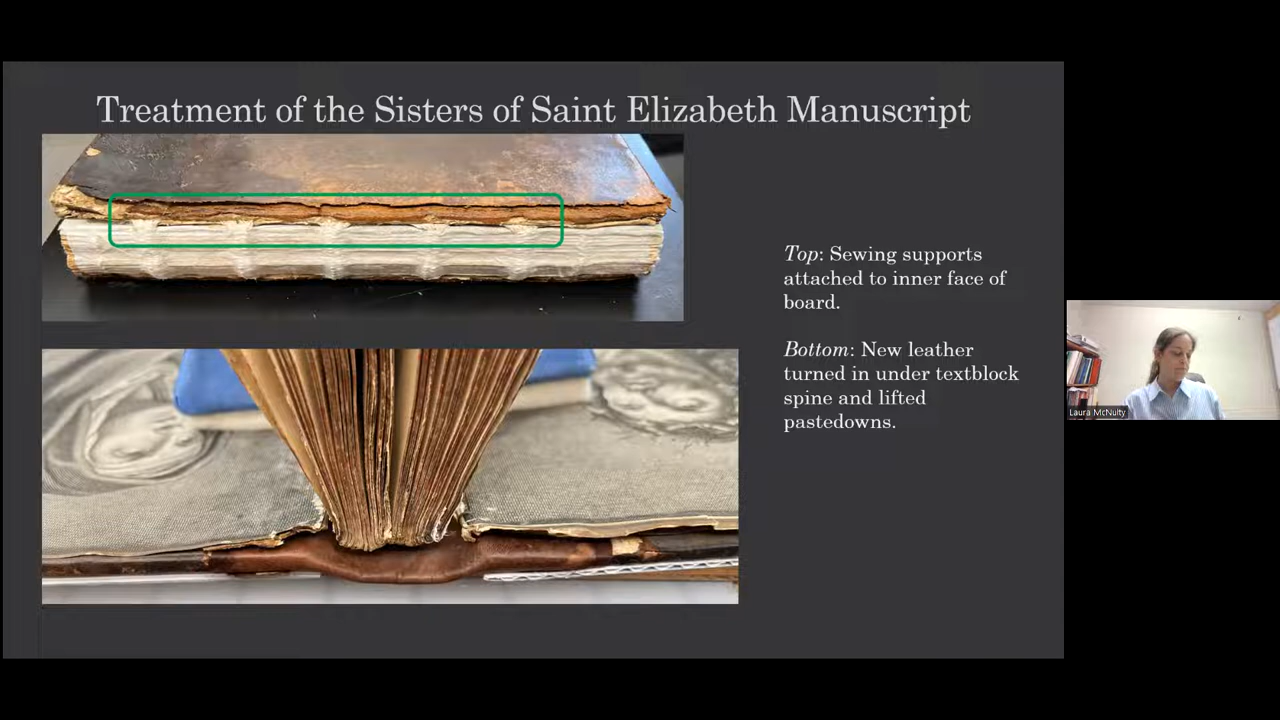 Treatment of the Sisters of Saint Elizabeth Manuscript
Top: Sewing supports
attached to inner face of
board.
Bottom: New leather
turned in under textblock
spine and lifted
pastedowns.
Laura McNulty